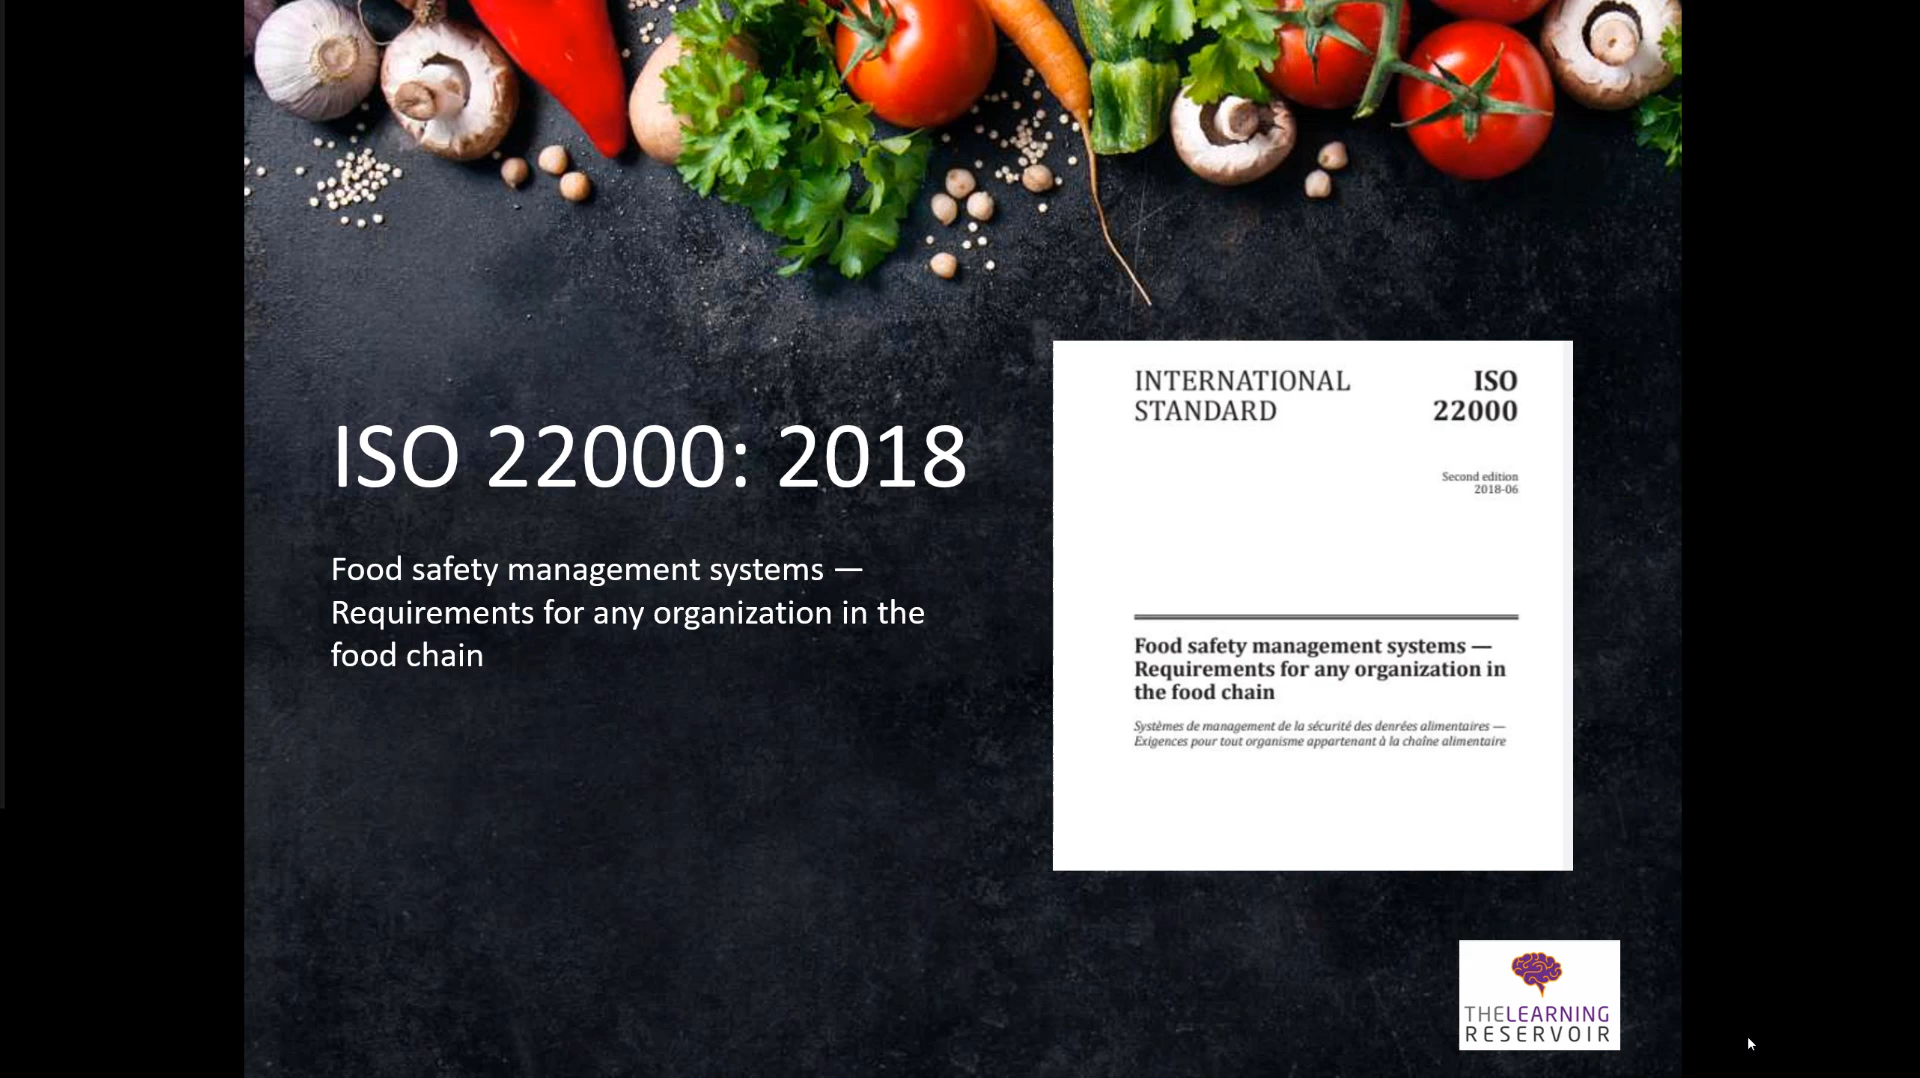 ISO 22000: 2018
Food safety management systems —
Requirements for any organization in the
food chain
INTERNATIONAL
STANDARD
ISO
22000
Second edition
2018-06
Food safety management systems —
Requirements for any organization in
the food chain
Systèmes de management de la sécurité des denrées alimentaires —
Exigences pour tout organisme appartenant à la chaîne alimentaire
THELEARNING
RESERVOIR